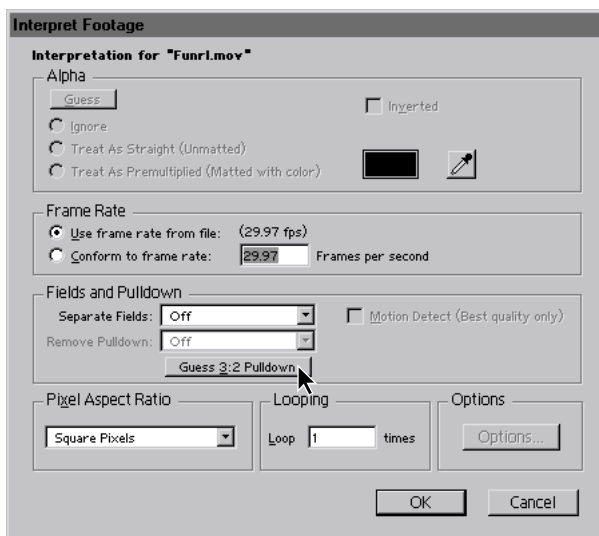 Interpret Footage
Interpretation for "Funrl.mov"
Alpha
Guess
Inverted
Ignore
Treat As Straight (Unmatted)
Treat As Premultiplied (Matted with color)
Frame Rate
Use frame rate from file: (29.97 fps)
Conform to frame rate: 29.97 Frames per second
Fields and Pulldown
Separate Fields: Off Motion Detect (Best quality only)
Remove Pulldown: Off
Guess 3:2 Pulldown
Pixel Aspect Ratio Looping Options
Square Pixels Loop 1 times Options...
OK Cancel